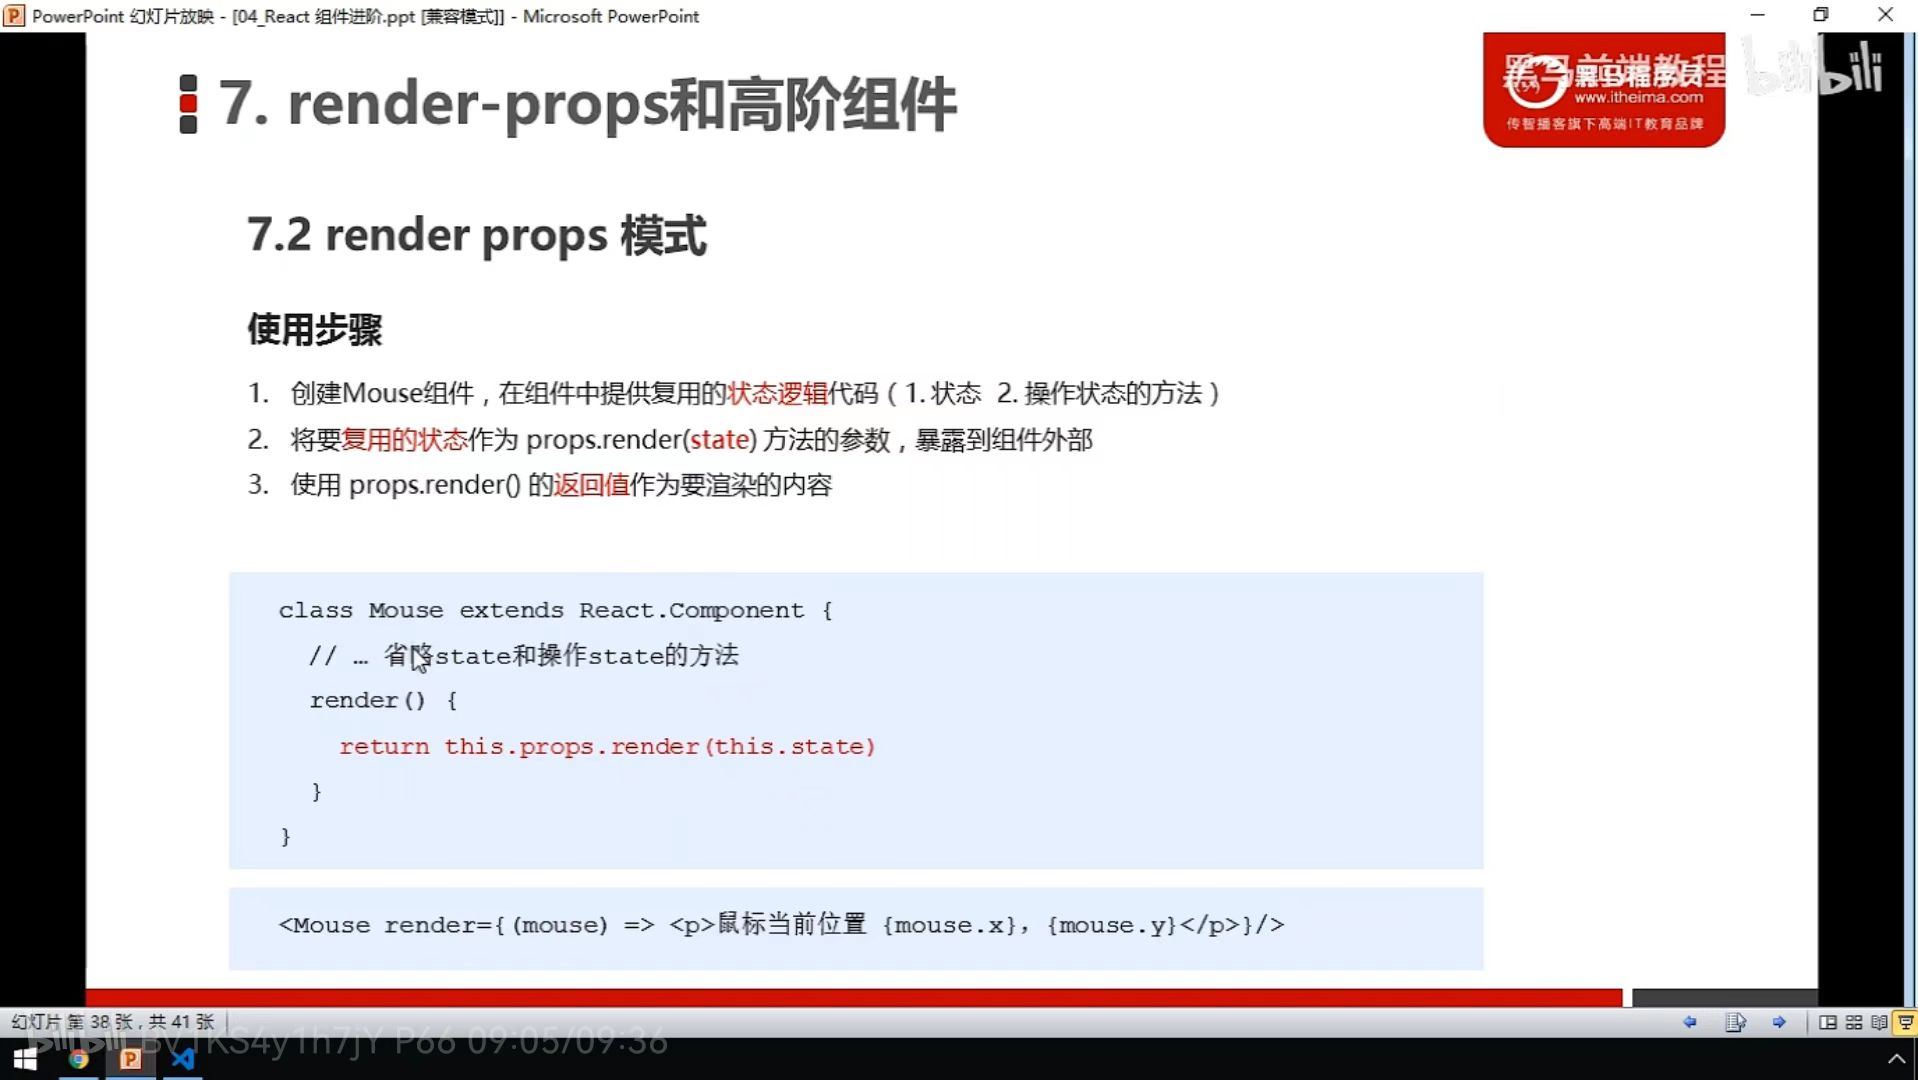 PowerPoint 幻灯片放映 - [04_React 组件进阶.ppt [兼容模式]] - Microsoft PowerPoint
7. render-props和高阶组件
黑马前端教程
bilibili
黑马程序员
www.itheima.com
传智播客旗下高端IT教育品牌
7.2 render props 模式
使用步骤
1. 创建Mouse组件，在组件中提供复用的状态逻辑代码（1. 状态 2. 操作状态的方法）
2. 将要复用的状态作为 props.render(state) 方法的参数，暴露到组件外部
3. 使用 props.render() 的返回值作为要渲染的内容
class Mouse extends React.Component {
// … 省略state和操作state的方法
render() {
return this.props.render(this.state)
}
}
<Mouse render={(mouse) => <p>鼠标当前位置 {mouse.x}，{mouse.y}</p>}/>
幻灯片 第 38 张，共 41 张
bilibili BV1KS4y1h7jY P66 09:05/09:36